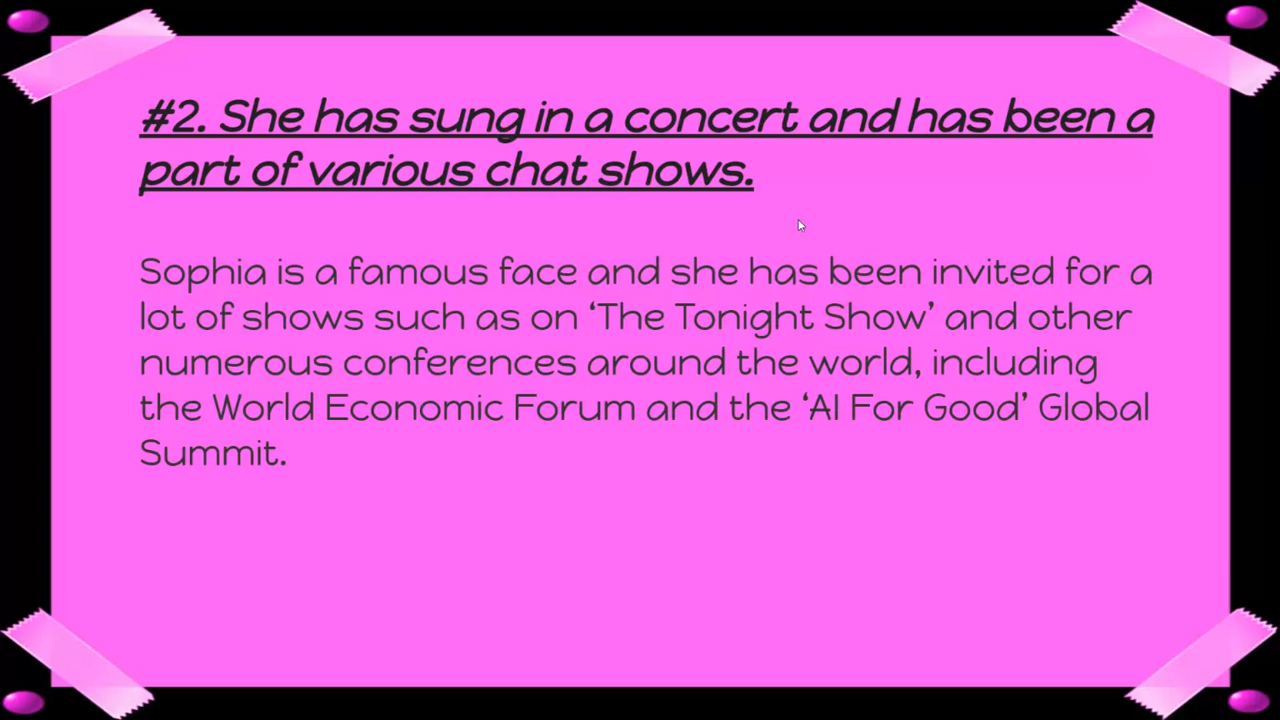 #2. She has sung in a concert and has been a
part of various chat shows.
Sophia is a famous face and she has been invited for a
lot of shows such as on ‘The Tonight Show’ and other
numerous conferences around the world, including
the World Economic Forum and the ‘AI For Good’ Global
Summit.